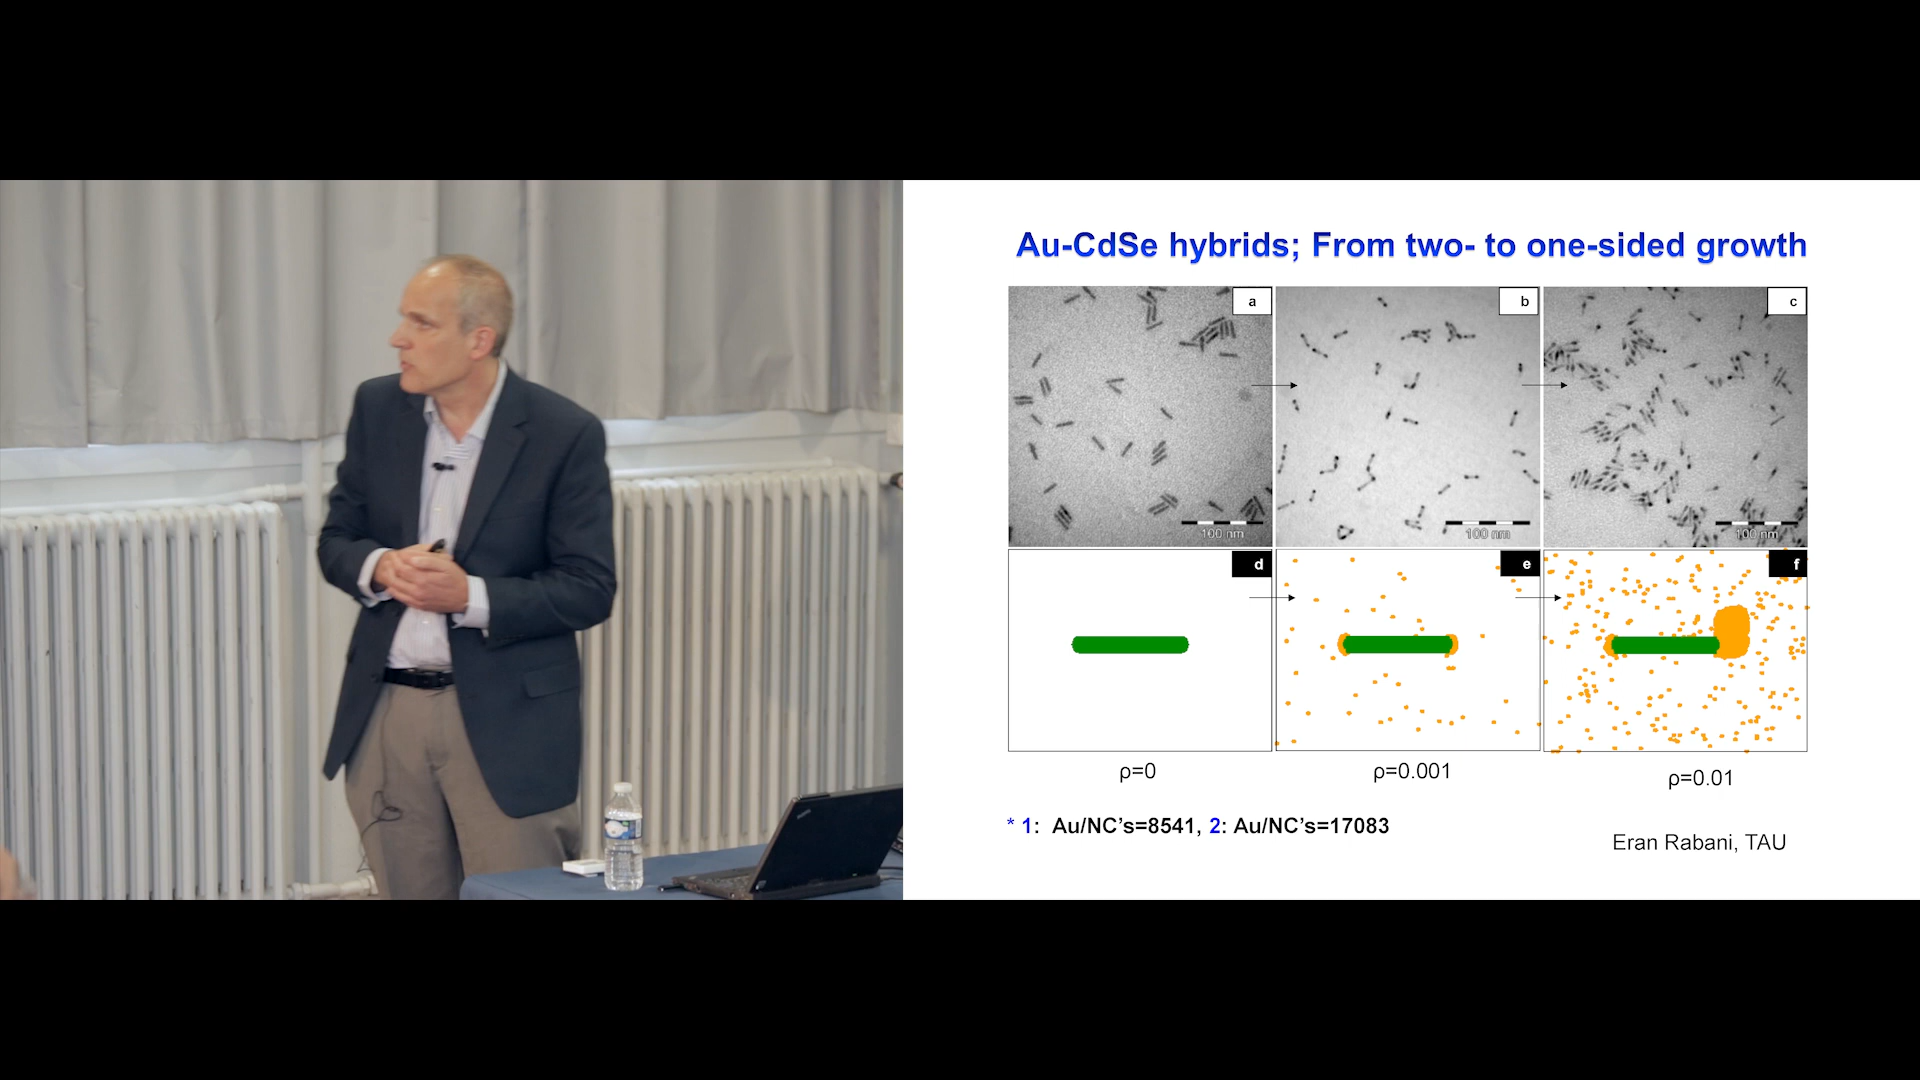 Au-CdSe hybrids; From two- to one-sided growth
a
b
c
100 nm
100 nm
100 nm
d
e
f
ρ=0
ρ=0.001
ρ=0.01
* 1:  Au/NC's=8541, 2: Au/NC's=17083
Eran Rabani, TAU